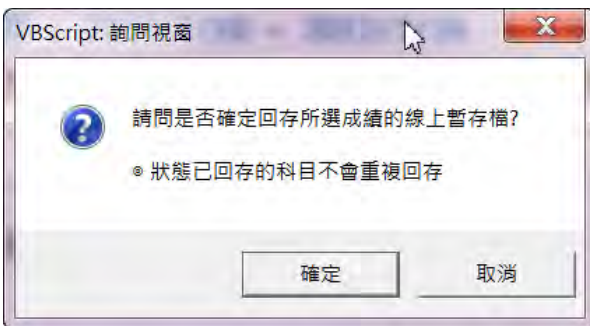 VBScript: 詢問視窗
請問是否確定回存所選成績的線上暫存檔?
◉ 狀態已回存的科目不會重複回存
確定
取消